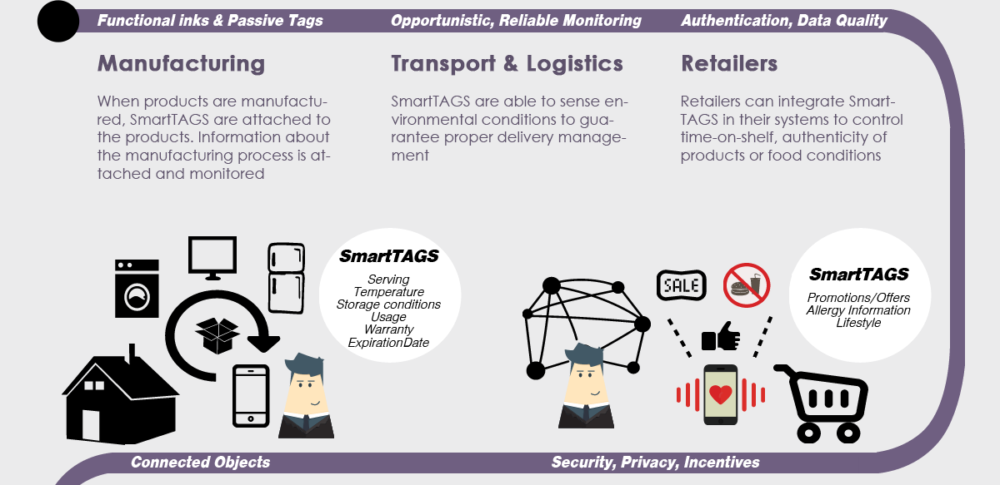 Functional inks & Passive Tags
Opportunistic, Reliable Monitoring
Authentication, Data Quality
Manufacturing
When products are manufactu-
red, SmartTAGS are attached to
the products. Information about
the manufacturing process is at-
tached and monitored
Transport & Logistics
SmartTAGS are able to sense en-
vironmental conditions to gua-
rantee proper delivery manage-
ment
Retailers
Retailers can integrate Smart-
TAGS in their systems to control
time-on-shelf, authenticity of
products or food conditions
SmartTAGS
Serving
Temperature
Storage conditions
Usage
Warranty
ExpirationDate
SALE
SmartTAGS
Promotions/Offers
Allergy Information
Lifestyle
Connected Objects
Security, Privacy, Incentives